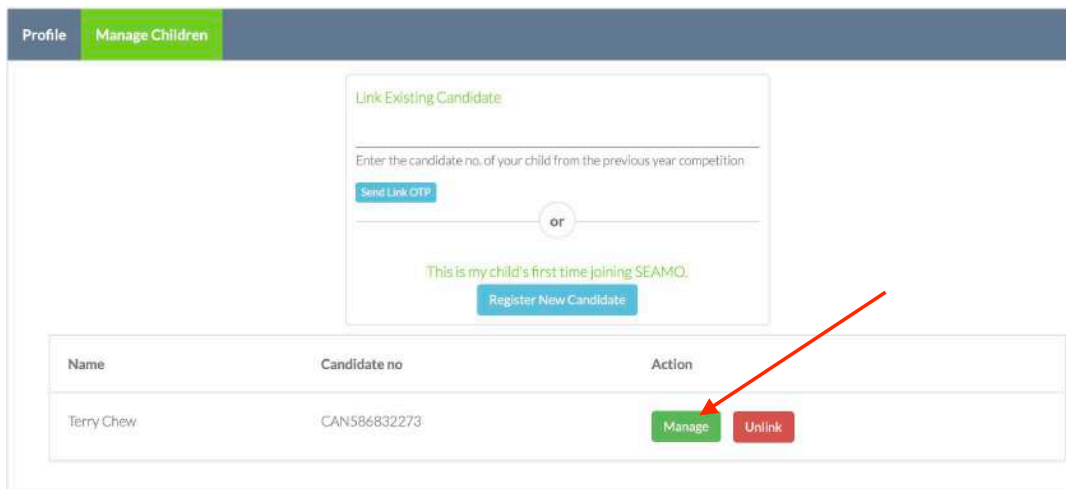 Profile Manage Children
Link Existing Candidate
Enter the candidate no. of your child from the previous year competition
Send Link OTP
or
This is my child's first time joining SEAMO.
Register New Candidate
Name Candidate no Action
Terry Chew CAN586832273 Manage Unlink